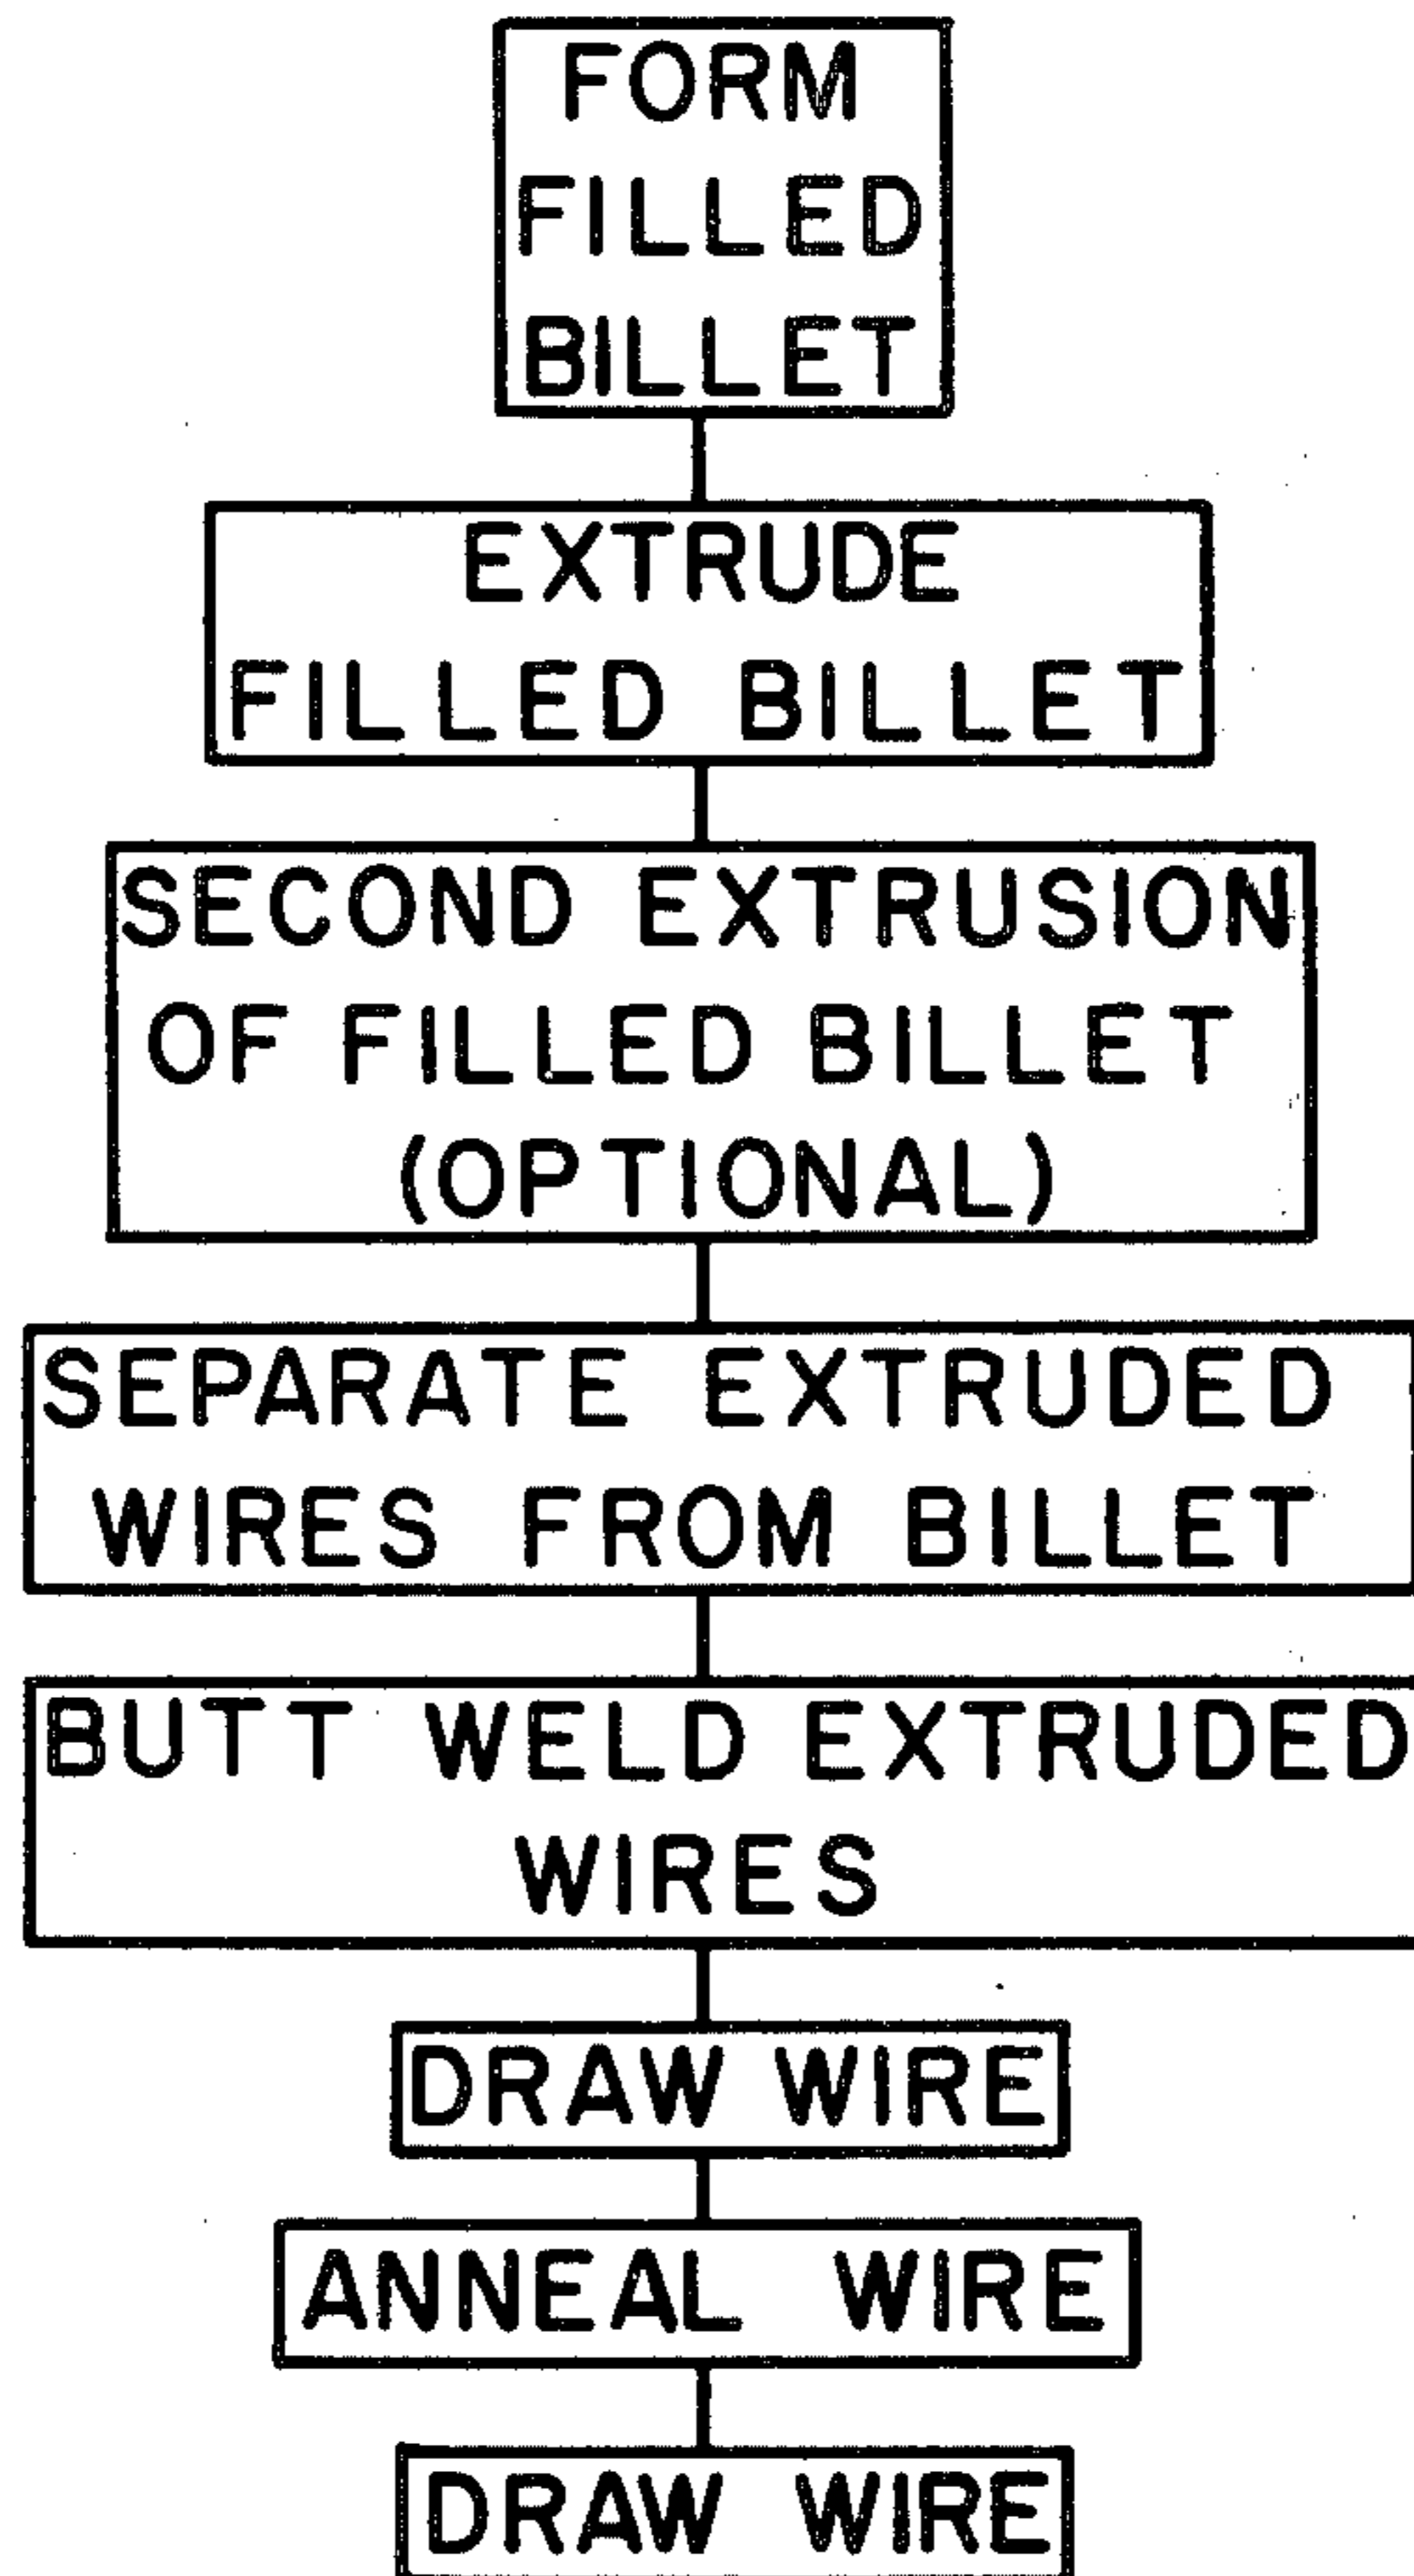 FORM
FILLED
BILLET
EXTRUDE
FILLED BILLET
SECOND EXTRUSION
OF FILLED BILLET
(OPTIONAL)
SEPARATE EXTRUDED
WIRES FROM BILLET
BUTT WELD EXTRUDED
WIRES
DRAW WIRE
ANNEAL WIRE
DRAW WIRE